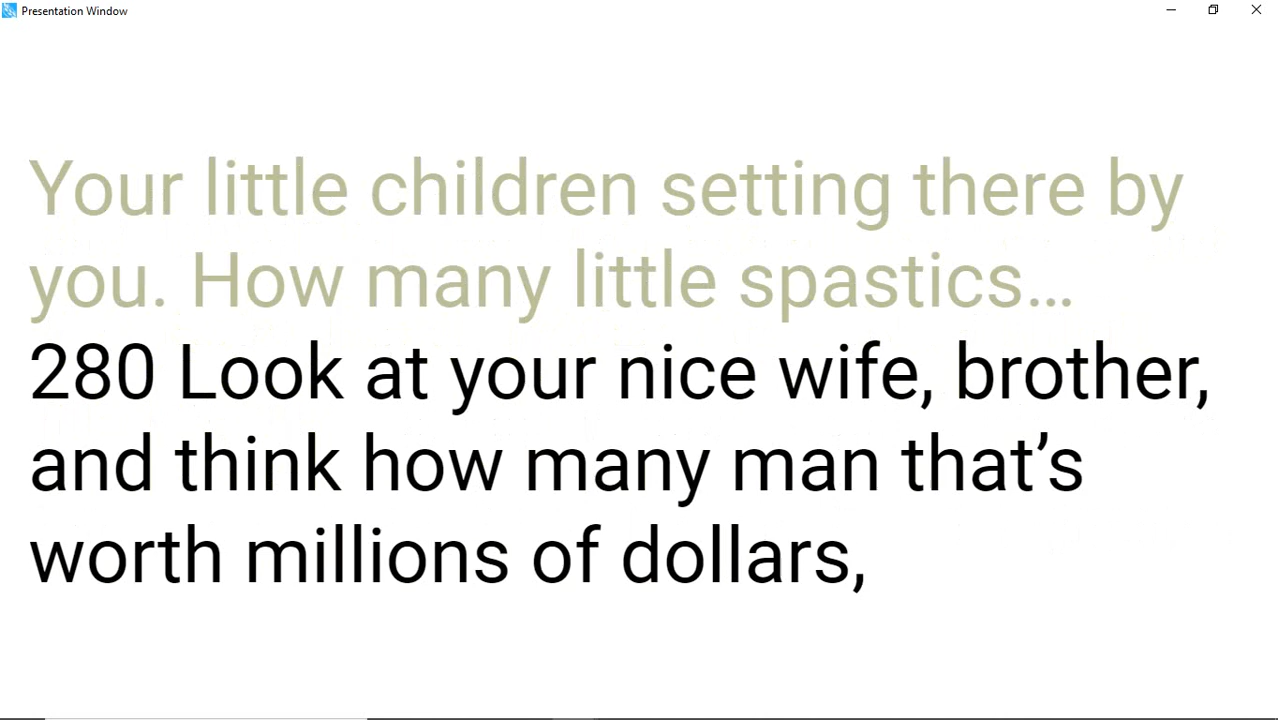 Presentation Window
Your little children setting there by
you. How many little spastics…
280 Look at your nice wife, brother,
and think how many man that’s
worth millions of dollars,